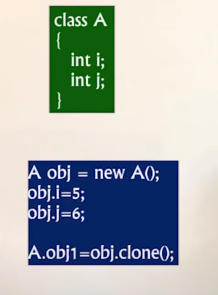 class A
{
int i;
int j;
}
A obj = new A();
obj.i=5;
obj.j=6;
A.obj1=obj.clone();